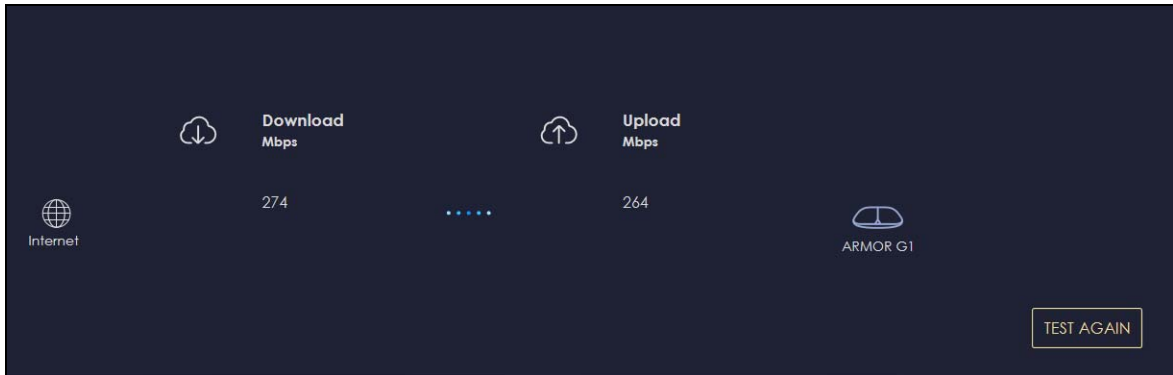 Download
Mbps
Upload
Mbps
274
264
Internet
ARMOR G1
TEST AGAIN